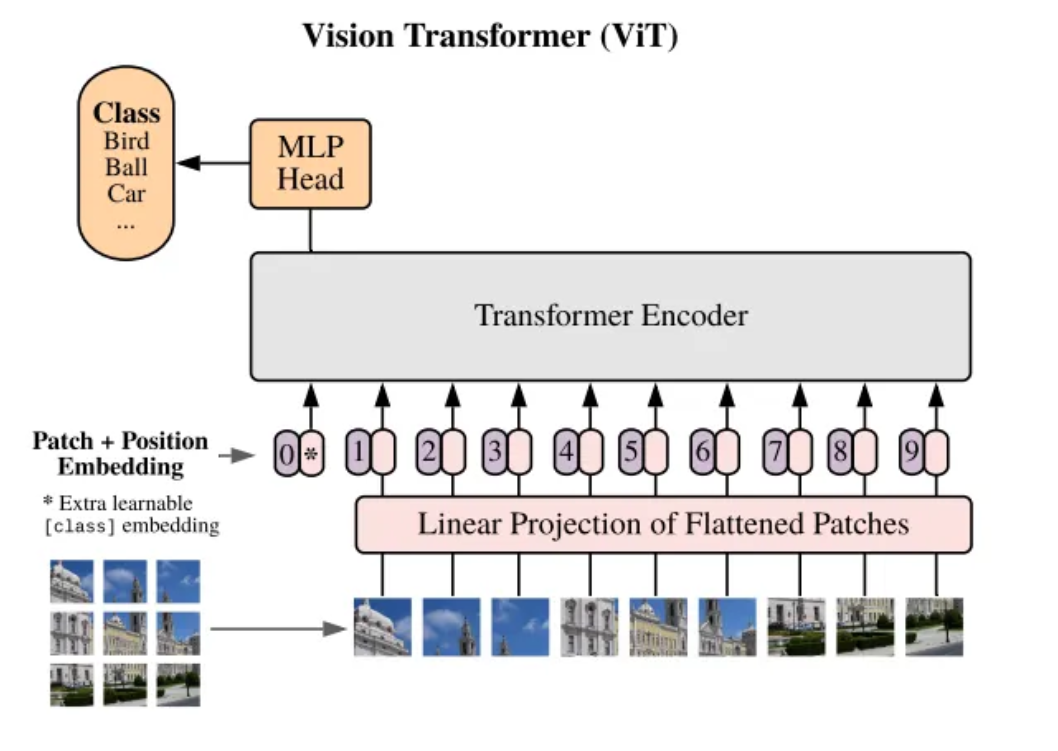 Vision Transformer (ViT)
Class
Bird
Ball
Car
...
MLP
Head
Transformer Encoder
Patch + Position
Embedding
* Extra learnable
[class] embedding
0 * 1 2 3 4 5 6 7 8 9
Linear Projection of Flattened Patches